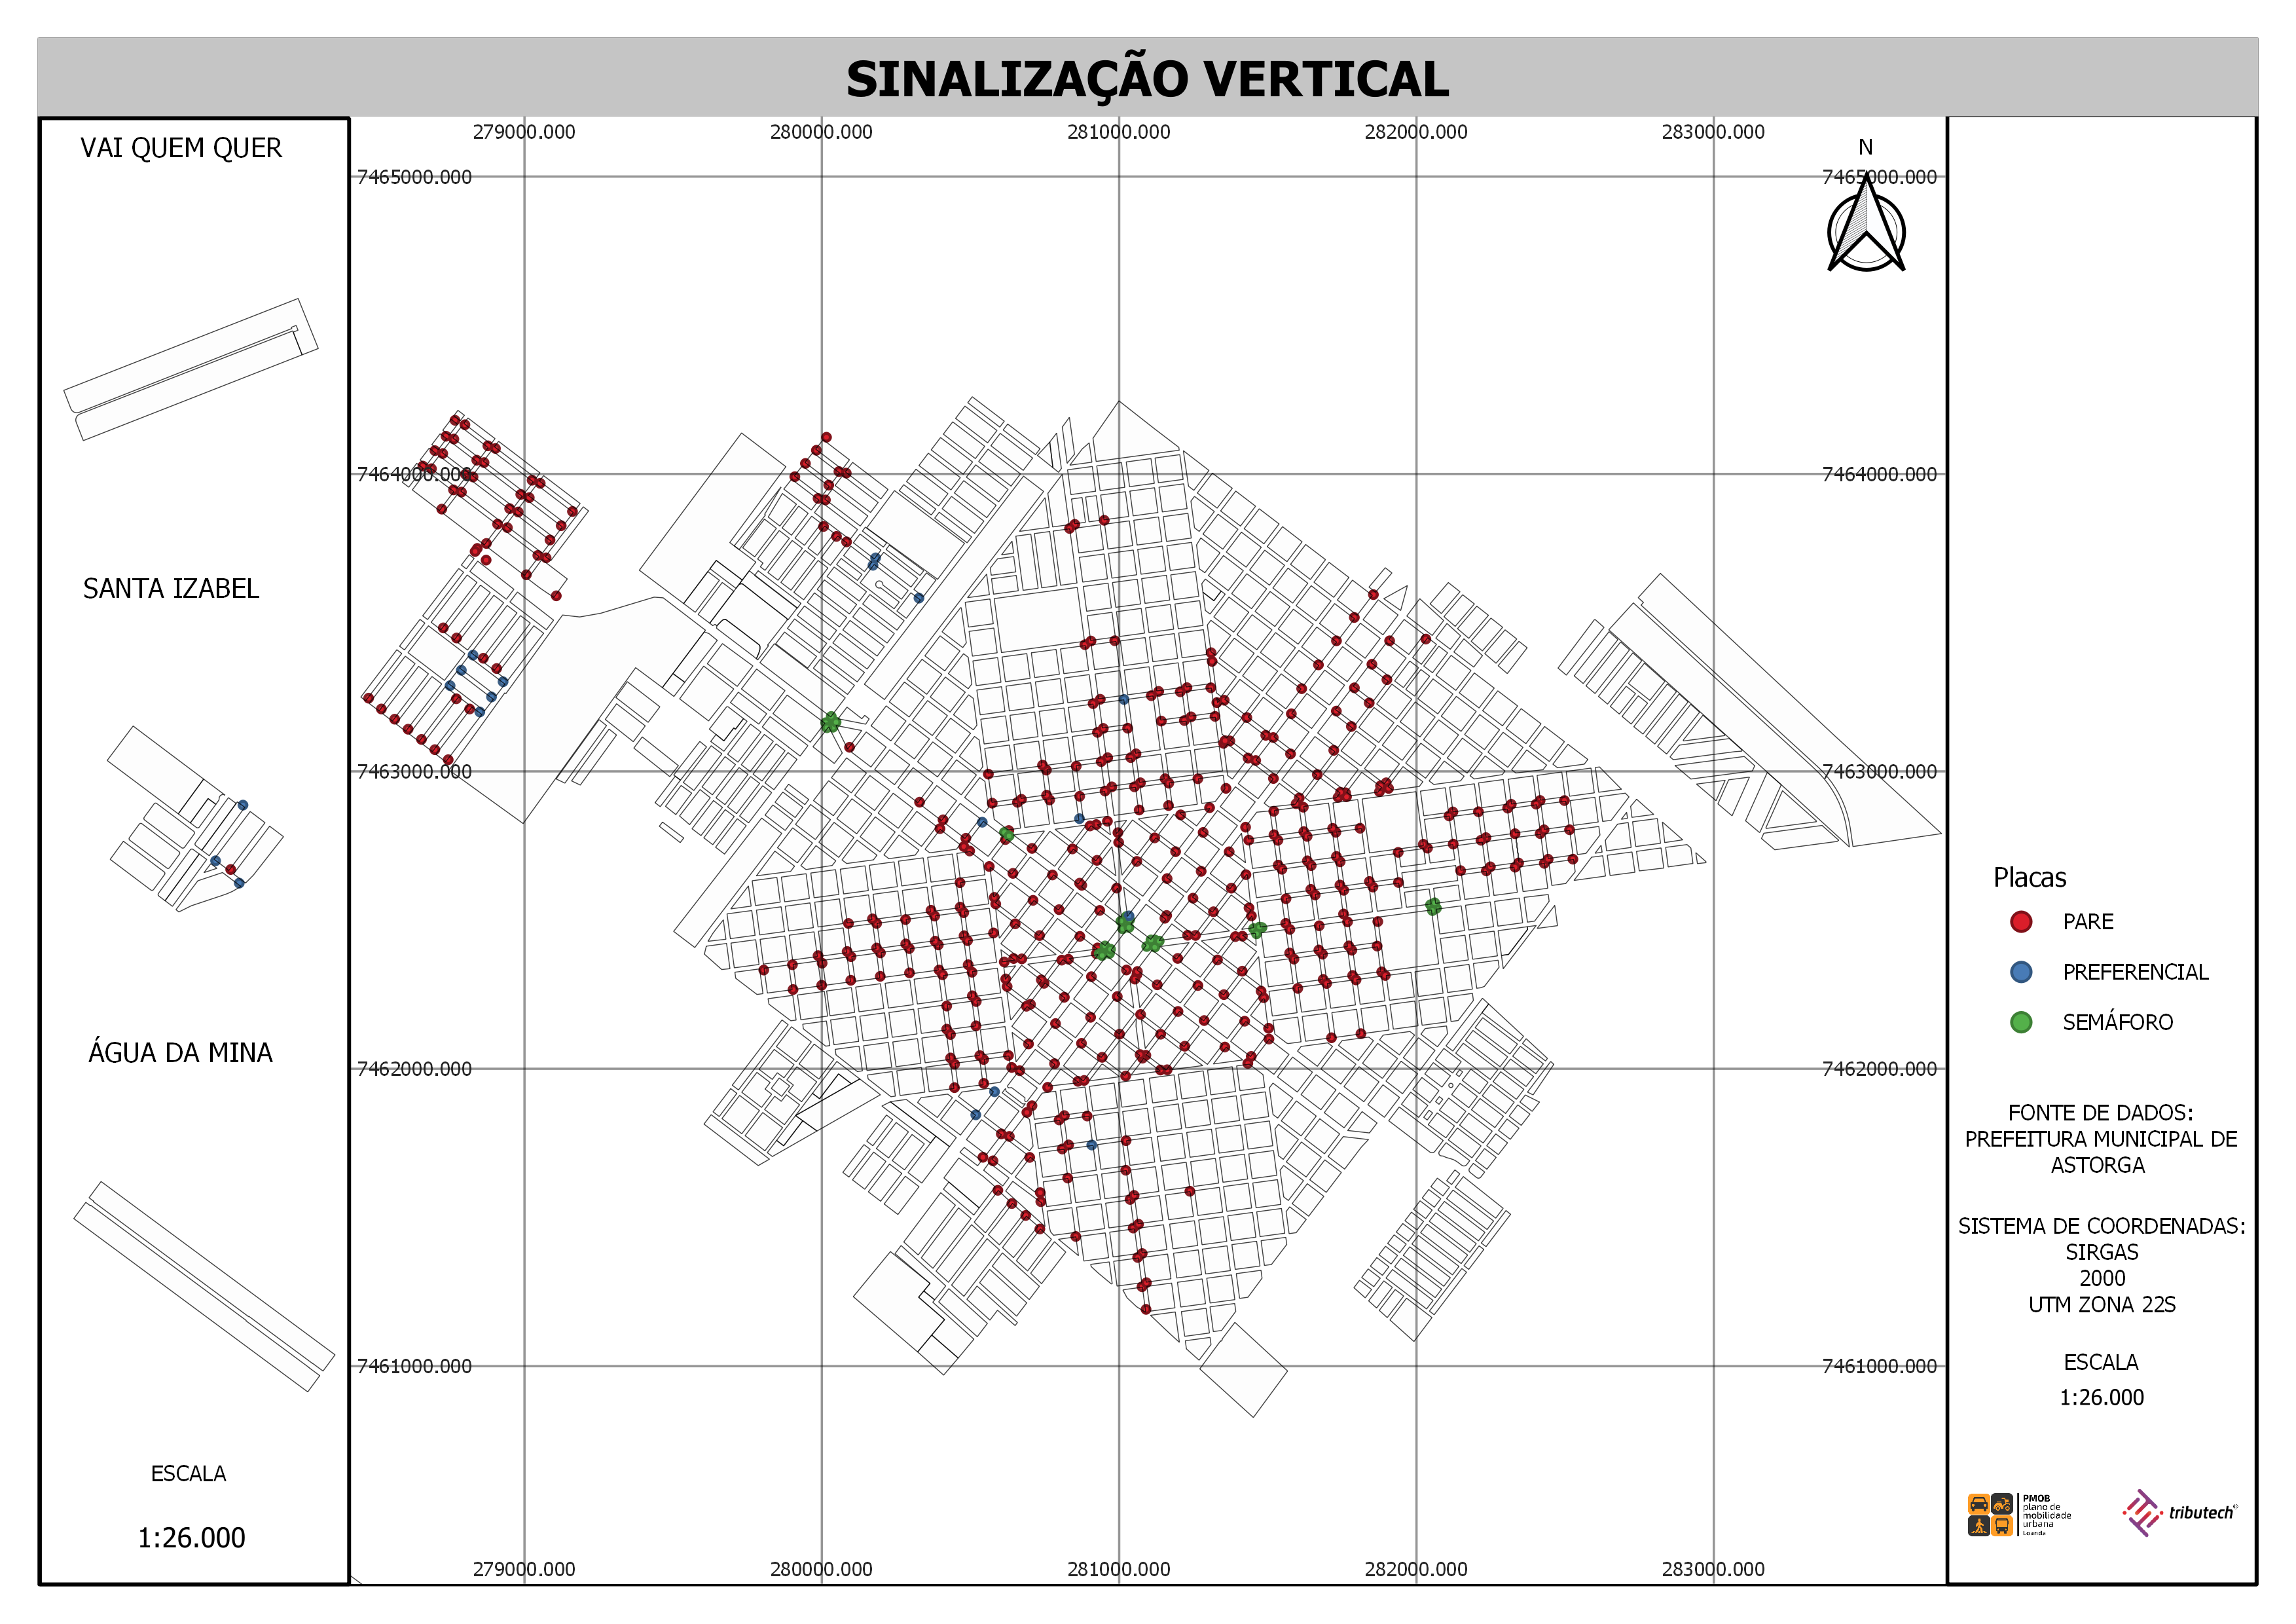 SINALIZAÇÃO VERTICAL
VAI QUEM QUER
SANTA IZABEL
ÁGUA DA MINA
ESCALA
1:26.000
279000.000 280000.000 281000.000 282000.000 283000.000
N
7465000.000 7465000.000
7464000.000 7464000.000
7463000.000 7463000.000
7462000.000 7462000.000
7461000.000 7461000.000
279000.000 280000.000 281000.000 282000.000 283000.000
Placas
PARE
PREFERENCIAL
SEMÁFORO
FONTE DE DADOS:
PREFEITURA MUNICIPAL DE
ASTORGA
SISTEMA DE COORDENADAS:
SIRGAS
2000
UTM ZONA 22S
ESCALA
1:26.000
PMOB
plano de
mobilidade
urbana
Loanda
tributech®